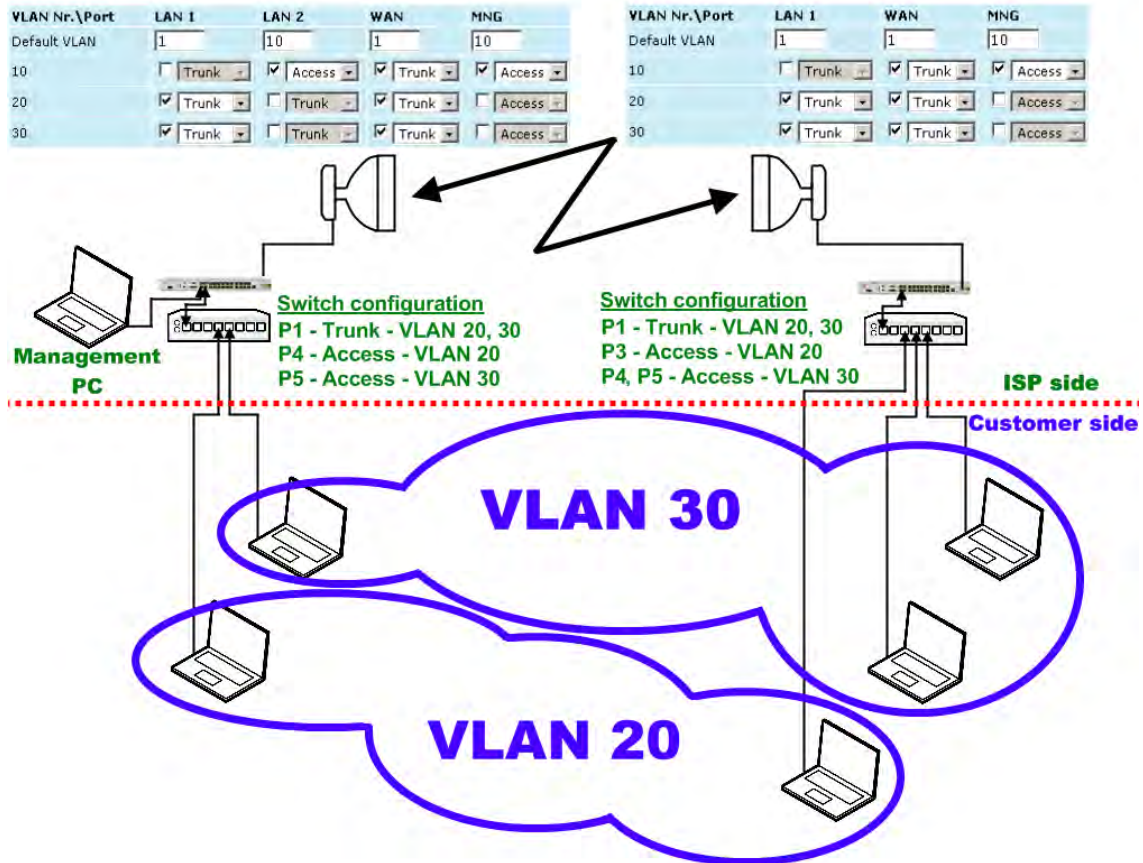 VLAN Nr.\Port LAN 1 LAN 2 WAN MNG
Default VLAN 1 10 1 10
10 Trunk Access Trunk Access
20 Trunk Trunk Trunk Access
30 Trunk Trunk Trunk Access
VLAN Nr.\Port LAN 1 WAN MNG
Default VLAN 1 1 10
10 Trunk Trunk Access
20 Trunk Trunk Access
30 Trunk Trunk Access
Management
PC
Switch configuration
P1 - Trunk - VLAN 20, 30
P4 - Access - VLAN 20
P5 - Access - VLAN 30
Switch configuration
P1 - Trunk - VLAN 20, 30
P3 - Access - VLAN 20
P4, P5 - Access - VLAN 30
ISP side
Customer side
VLAN 30
VLAN 20